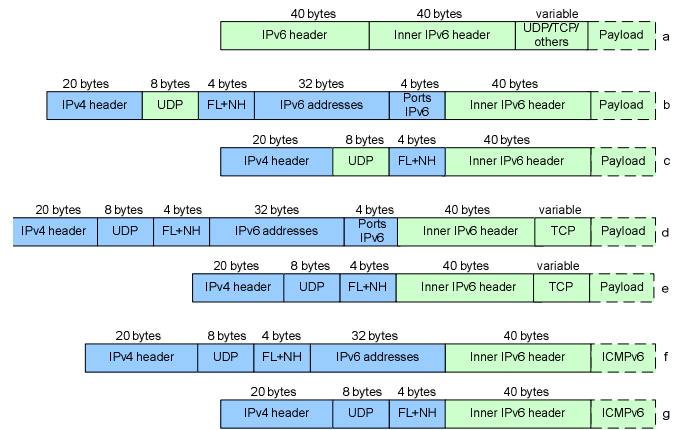 40 bytes 40 bytes variable
IPv6 header Inner IPv6 header UDP/TCP/ others Payload a
20 bytes 8 bytes 4 bytes 32 bytes 4 bytes 40 bytes
IPv4 header UDP FL+NH IPv6 addresses Ports IPv6 Inner IPv6 header Payload b
20 bytes 8 bytes 4 bytes 40 bytes
IPv4 header UDP FL+NH Inner IPv6 header Payload c
20 bytes 8 bytes 4 bytes 32 bytes 4 bytes 40 bytes variable
IPv4 header UDP FL+NH IPv6 addresses Ports IPv6 Inner IPv6 header TCP Payload d
20 bytes 8 bytes 4 bytes 40 bytes variable
IPv4 header UDP FL+NH Inner IPv6 header TCP Payload e
20 bytes 8 bytes 4 bytes 32 bytes 40 bytes
IPv4 header UDP FL+NH IPv6 addresses Inner IPv6 header ICMPv6 f
20 bytes 8 bytes 4 bytes 40 bytes
IPv4 header UDP FL+NH Inner IPv6 header ICMPv6 g